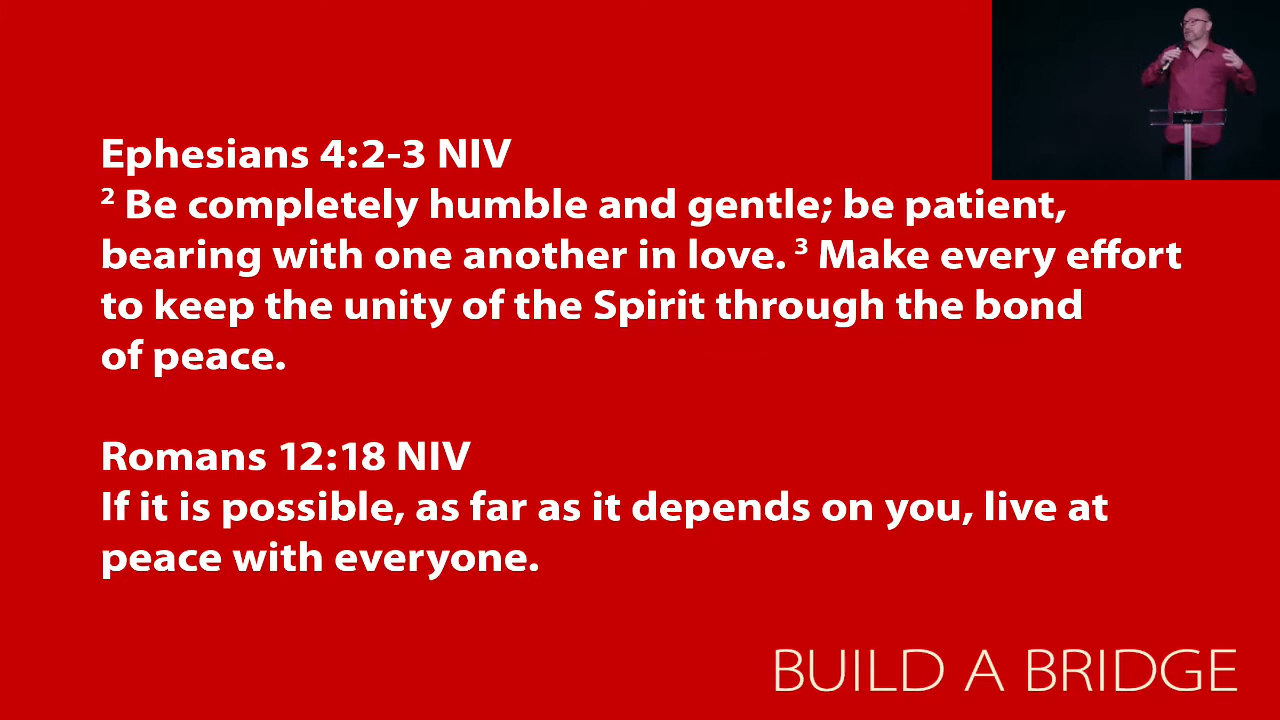 Ephesians 4:2-3 NIV
² Be completely humble and gentle; be patient,
bearing with one another in love. ³ Make every effort
to keep the unity of the Spirit through the bond
of peace.
Romans 12:18 NIV
If it is possible, as far as it depends on you, live at
peace with everyone.
BUILD A BRIDGE